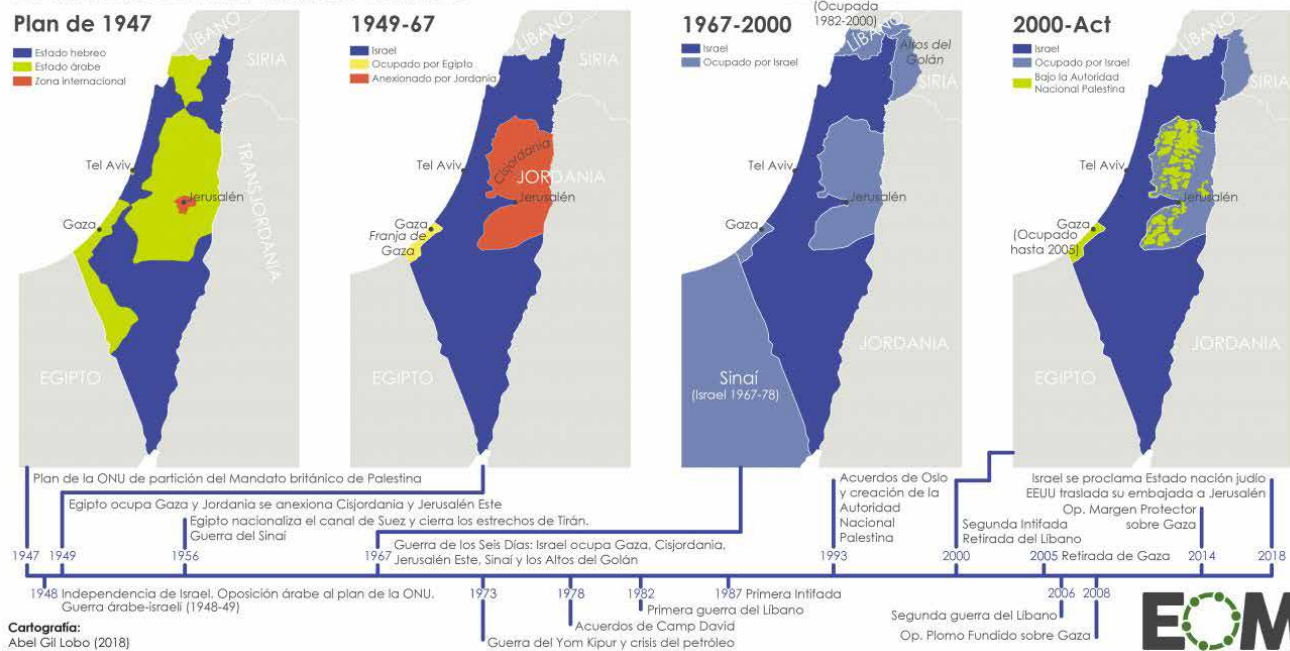 Plan de 1947
Estado hebreo
Estado árabe
Zona internacional
LÍBANO
SIRIA
Tel Aviv
TRANSJORDANIA
Jerusalén
Gaza
EGIPTO
1949-67
Israel
Ocupado por Egipto
Anexionado por Jordania
LÍBANO
SIRIA
Tel Aviv
Cisjordania
JORDANIA
Jerusalén
Gaza
Franja de
Gaza
EGIPTO
1967-2000
Israel
Ocupado por Israel
(Ocupada
1982-2000)
LÍBANO
Altos del
Golán
SIRIA
Tel Aviv
Jerusalén
Gaza
JORDANIA
Sinaí
(Israel 1967-78)
2000-Act
Israel
Ocupado por Israel
Bajo la Autoridad
Nacional Palestina
LÍBANO
SIRIA
Tel Aviv
Jerusalén
Gaza
(Ocupado
hasta 2005)
JORDANIA
EGIPTO
Plan de la ONU de partición del Mandato británico de Palestina
Egipto ocupa Gaza y Jordania se anexiona Cisjordania y Jerusalén Este
Egipto nacionaliza el canal de Suez y cierra los estrechos de Tirán.
Guerra del Sinaí
Guerra de los Seis Días: Israel ocupa Gaza, Cisjordania,
Jerusalén Este, Sinaí y los Altos del Golán
Acuerdos de Oslo
y creación de la
Autoridad
Nacional
Palestina
Segunda Intifada
Retirada del Líbano
Israel se proclama Estado nación judío
EEUU traslada su embajada a Jerusalén
Op. Margen Protector
sobre Gaza
1947
1949
1956
1967
1993
2000
2005 Retirada de Gaza
2014
2018
1948 Independencia de Israel. Oposición árabe al plan de la ONU.
Guerra árabe-israelí (1948-49)
1973
1978
1982
1987 Primera Intifada
2006
2008
Primera guerra del Líbano
Acuerdos de Camp David
Guerra del Yom Kipur y crisis del petróleo
Segunda guerra del Líbano
Op. Plomo Fundido sobre Gaza
Cartografía:
Abel Gil Lobo (2018)
EOM